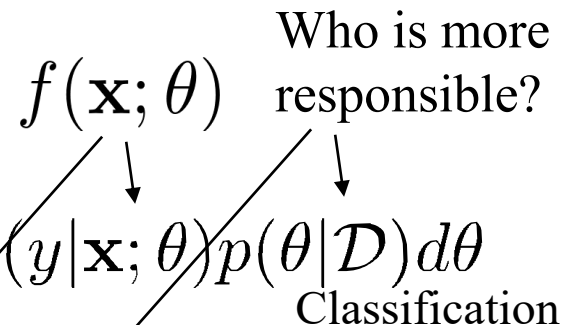 Who is more
f(x; θ) responsible?
(y|x; θ)p(θ|𝒟)dθ
Classification